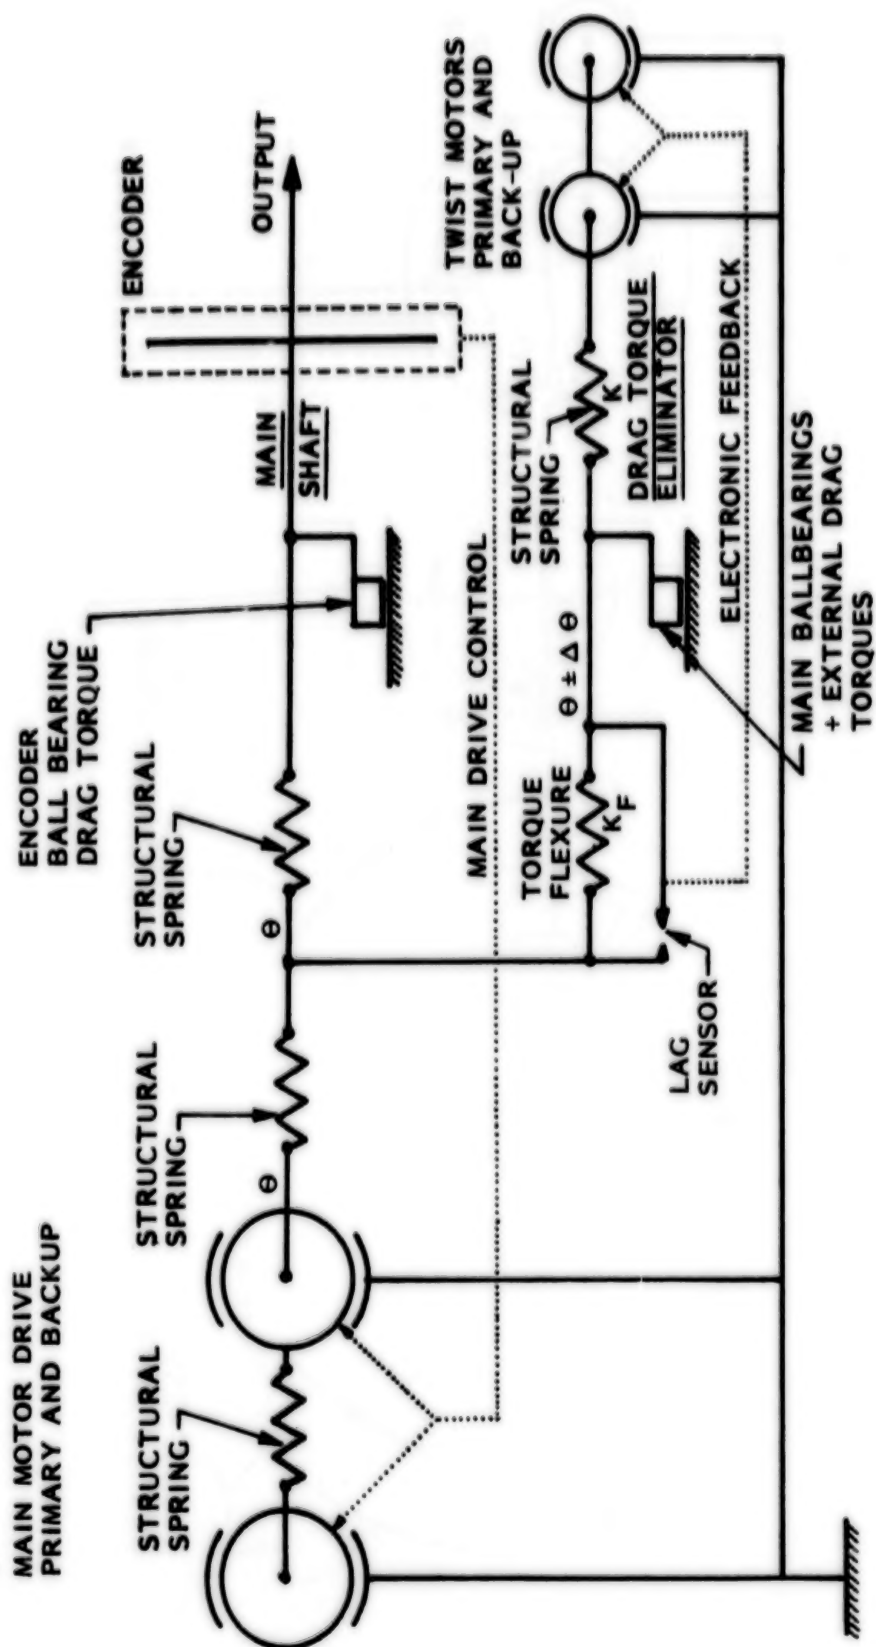 MAIN MOTOR DRIVE
PRIMARY AND BACKUP
STRUCTURAL
SPRING
STRUCTURAL
SPRING
θ
θ
STRUCTURAL
SPRING
ENCODER
BALL BEARING
DRAG TORQUE
MAIN
SHAFT
ENCODER
OUTPUT
MAIN DRIVE CONTROL
LAG
SENSOR
TORQUE
FLEXURE
K_F
θ ± Δ θ
STRUCTURAL
SPRING
K
DRAG TORQUE
ELIMINATOR
TWIST MOTORS
PRIMARY AND
BACK-UP
ELECTRONIC FEEDBACK
MAIN BALLBEARINGS
+ EXTERNAL DRAG
TORQUES